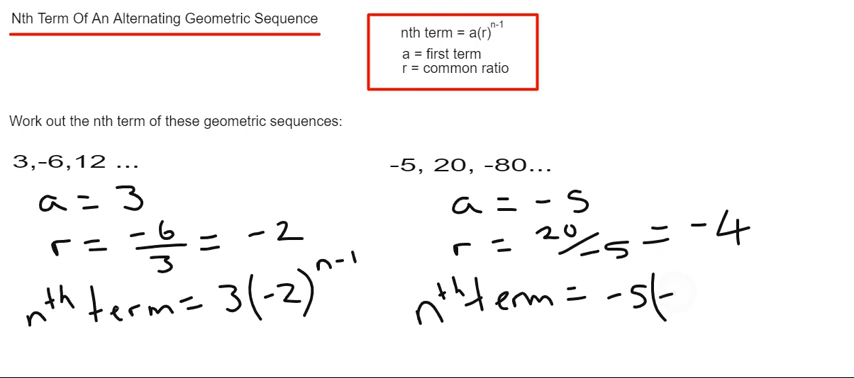 Nth Term Of An Alternating Geometric Sequence
nth term = a(r)^n-1
a = first term
r = common ratio
Work out the nth term of these geometric sequences:
3,-6,12 ...
a = 3
r = -6/3 = -2
n^th term = 3(-2)^n-1
-5, 20, -80...
a = -5
r = 20/-5 = -4
n^th term = -5(-